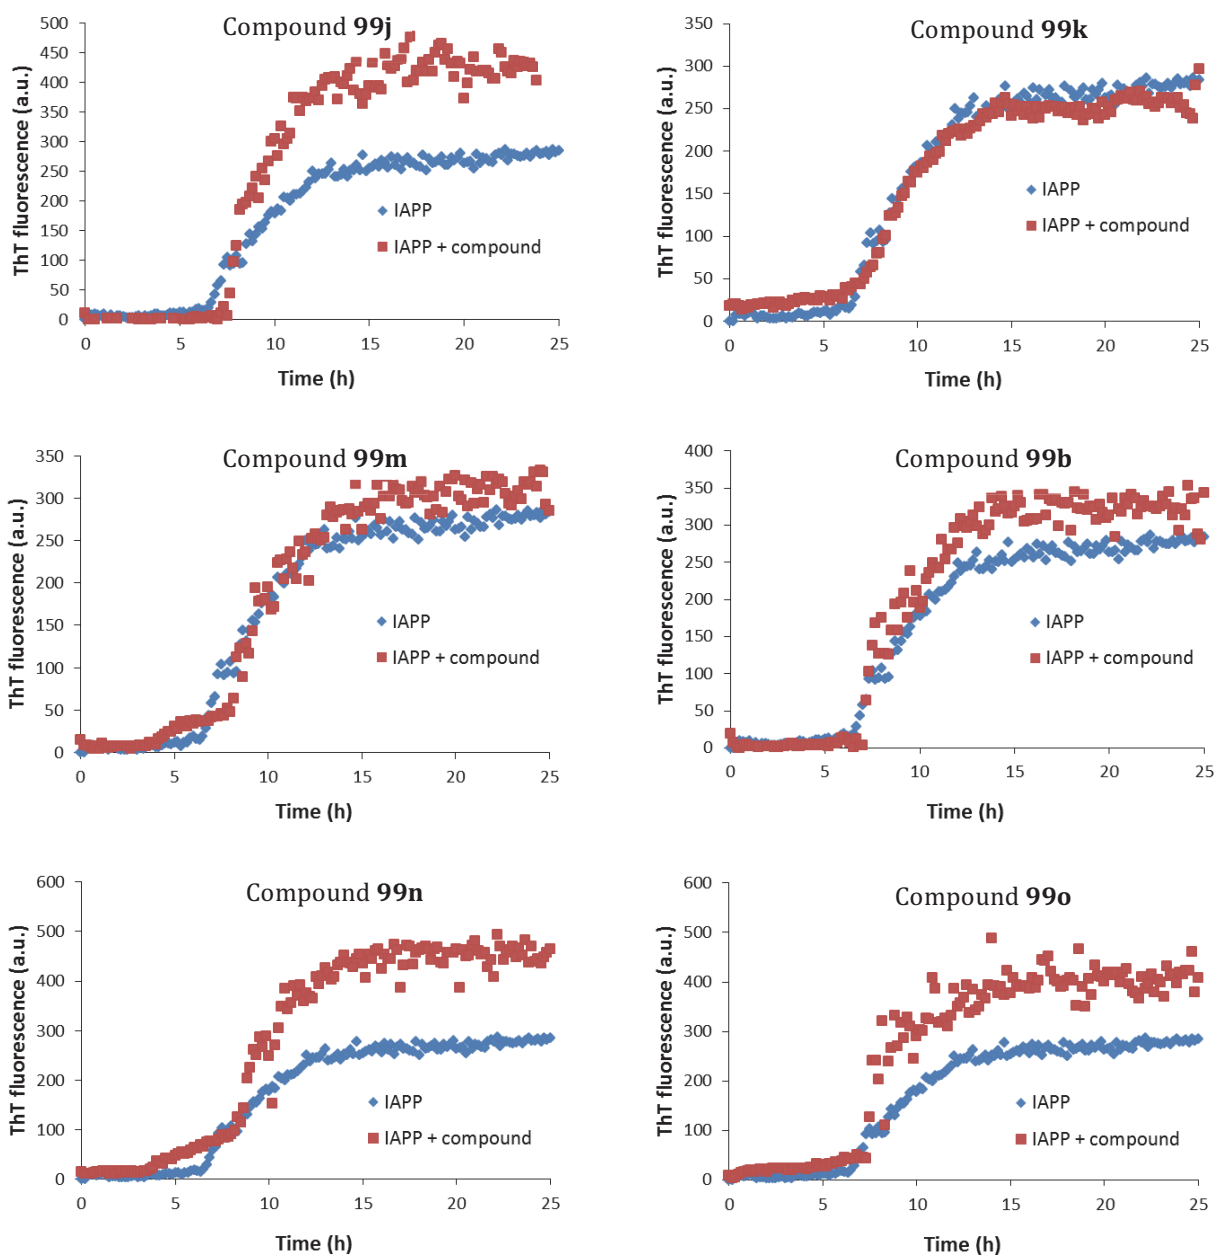 Compound 99j
ThT fluorescence (a.u.)
500
450
400
350
300
250
200
150
100
50
0
0 5 10 15 20 25
Time (h)
IAPP
IAPP + compound
Compound 99k
ThT fluorescence (a.u.)
350
300
250
200
150
100
50
0
0 5 10 15 20 25
Time (h)
IAPP
IAPP + compound
Compound 99m
ThT fluorescence (a.u.)
350
300
250
200
150
100
50
0
0 5 10 15 20 25
Time (h)
IAPP
IAPP + compound
Compound 99b
ThT fluorescence (a.u.)
400
350
300
250
200
150
100
50
0
0 5 10 15 20 25
Time (h)
IAPP
IAPP + compound
Compound 99n
ThT fluorescence (a.u.)
600
500
400
300
200
100
0
0 5 10 15 20 25
Time (h)
IAPP
IAPP + compound
Compound 99o
ThT fluorescence (a.u.)
600
500
400
300
200
100
0
0 5 10 15 20 25
Time (h)
IAPP
IAPP + compound